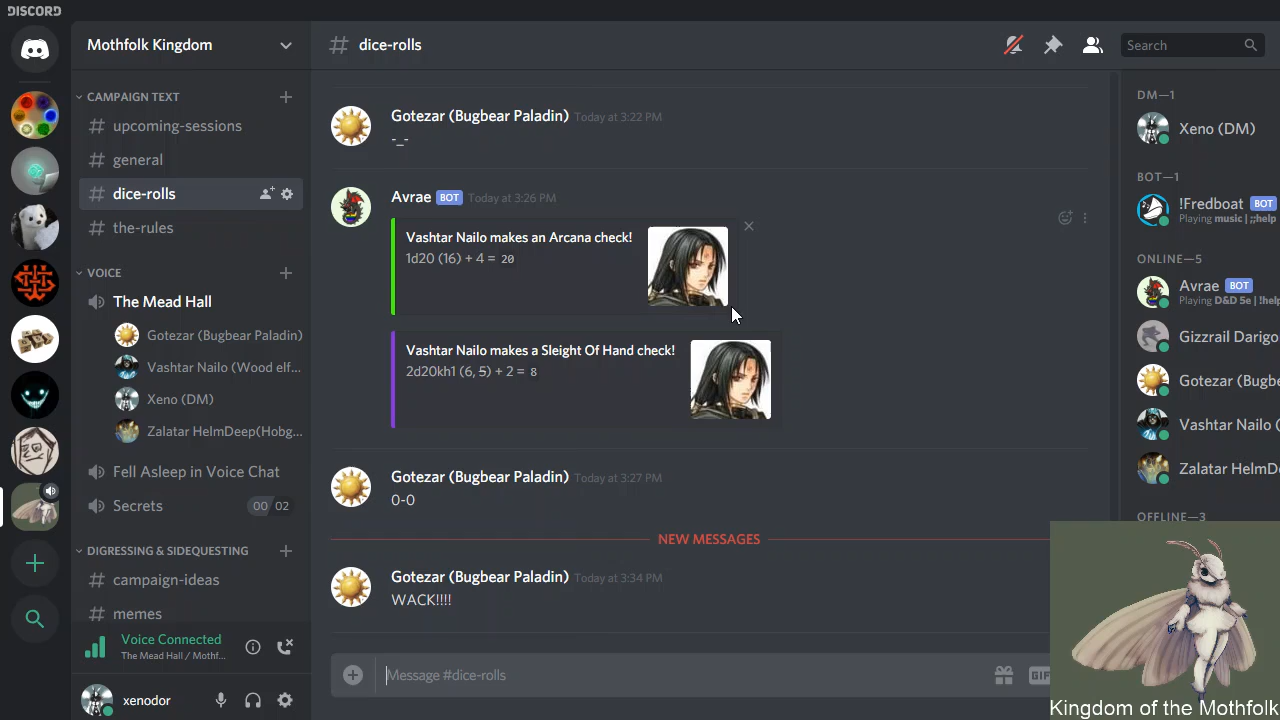 DISCORD
Mothfolk Kingdom
CAMPAIGN TEXT
upcoming-sessions
general
dice-rolls
the-rules
VOICE
The Mead Hall
Gotezar (Bugbear Paladin)
Vashtar Nailo (Wood elf...
Xeno (DM)
Zalatar HelmDeep(Hobg...
Fell Asleep in Voice Chat
Secrets 00 02
DIGRESSING & SIDEQUESTING
campaign-ideas
memes
Voice Connected
The Mead Hall / Mothf...
xenodor
# dice-rolls
Search
Gotezar (Bugbear Paladin) Today at 3:22 PM
-_-
Avrae BOT Today at 3:26 PM
Vashtar Nailo makes an Arcana check!
1d20 (16) + 4 = 20
Vashtar Nailo makes a Sleight Of Hand check!
2d20kh1 (6, 5) + 2 = 8
Gotezar (Bugbear Paladin) Today at 3:27 PM
0-0
NEW MESSAGES
Gotezar (Bugbear Paladin) Today at 3:34 PM
WACK!!!!
Message #dice-rolls
GIF
DM—1
Xeno (DM)
BOT—1
!Fredboat BOT
Playing music | ;;help
ONLINE—5
Avrae BOT
Playing D&D 5e | !help
Gizzrail Darigo
Gotezar (Bugbe
Vashtar Nailo (
Zalatar HelmD
OFFLINE—3
Kingdom of the Mothfolk